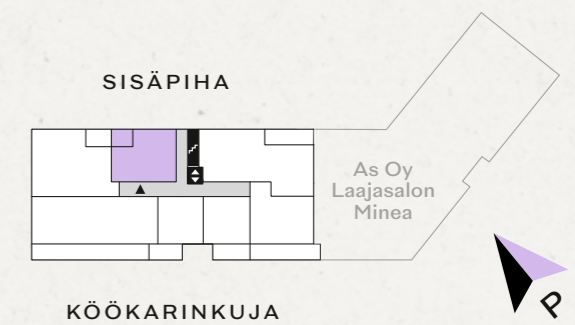 SISÄPIHA
As Oy
Laajasalon
Minea
KÖÖKARINKUJA
P